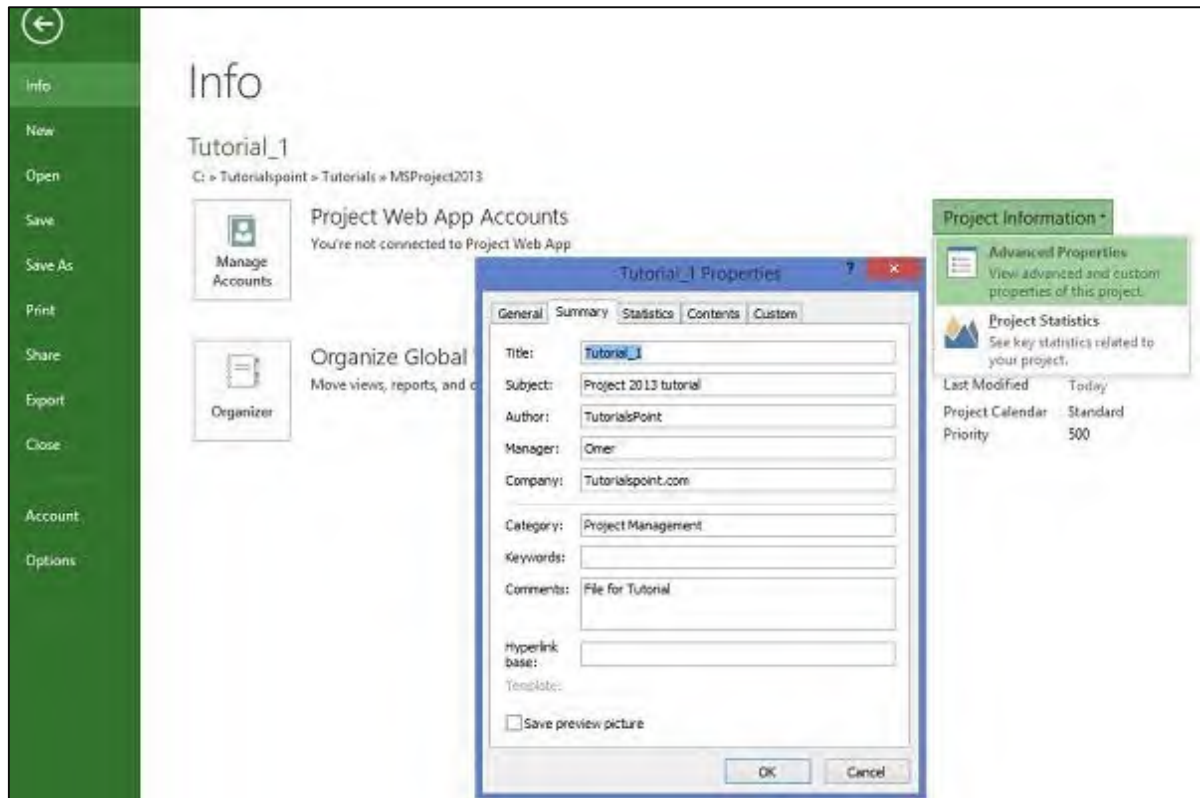 Info
New
Open
Save
Save As
Print
Share
Export
Close
Account
Options
Info
Tutorial_1
C: » Tutorialspoint » Tutorials » MSProject2013
Manage
Accounts
Project Web App Accounts
You're not connected to Project Web App
Organizer
Organize Global
Move views, reports, and
Project Information
Advanced Properties
View advanced and custom
properties of this project.
Project Statistics
See key statistics related to
your project.
Last Modified Today
Project Calendar Standard
Priority 500
Tutorial_1 Properties
General Summary Statistics Contents Custom
Title: Tutorial_1
Subject: Project 2013 tutorial
Author: TutorialsPoint
Manager: Omer
Company: Tutorialspoint.com
Category: Project Management
Keywords:
Comments: File for Tutorial
Hyperlink
base:
Template:
Save preview picture
OK Cancel